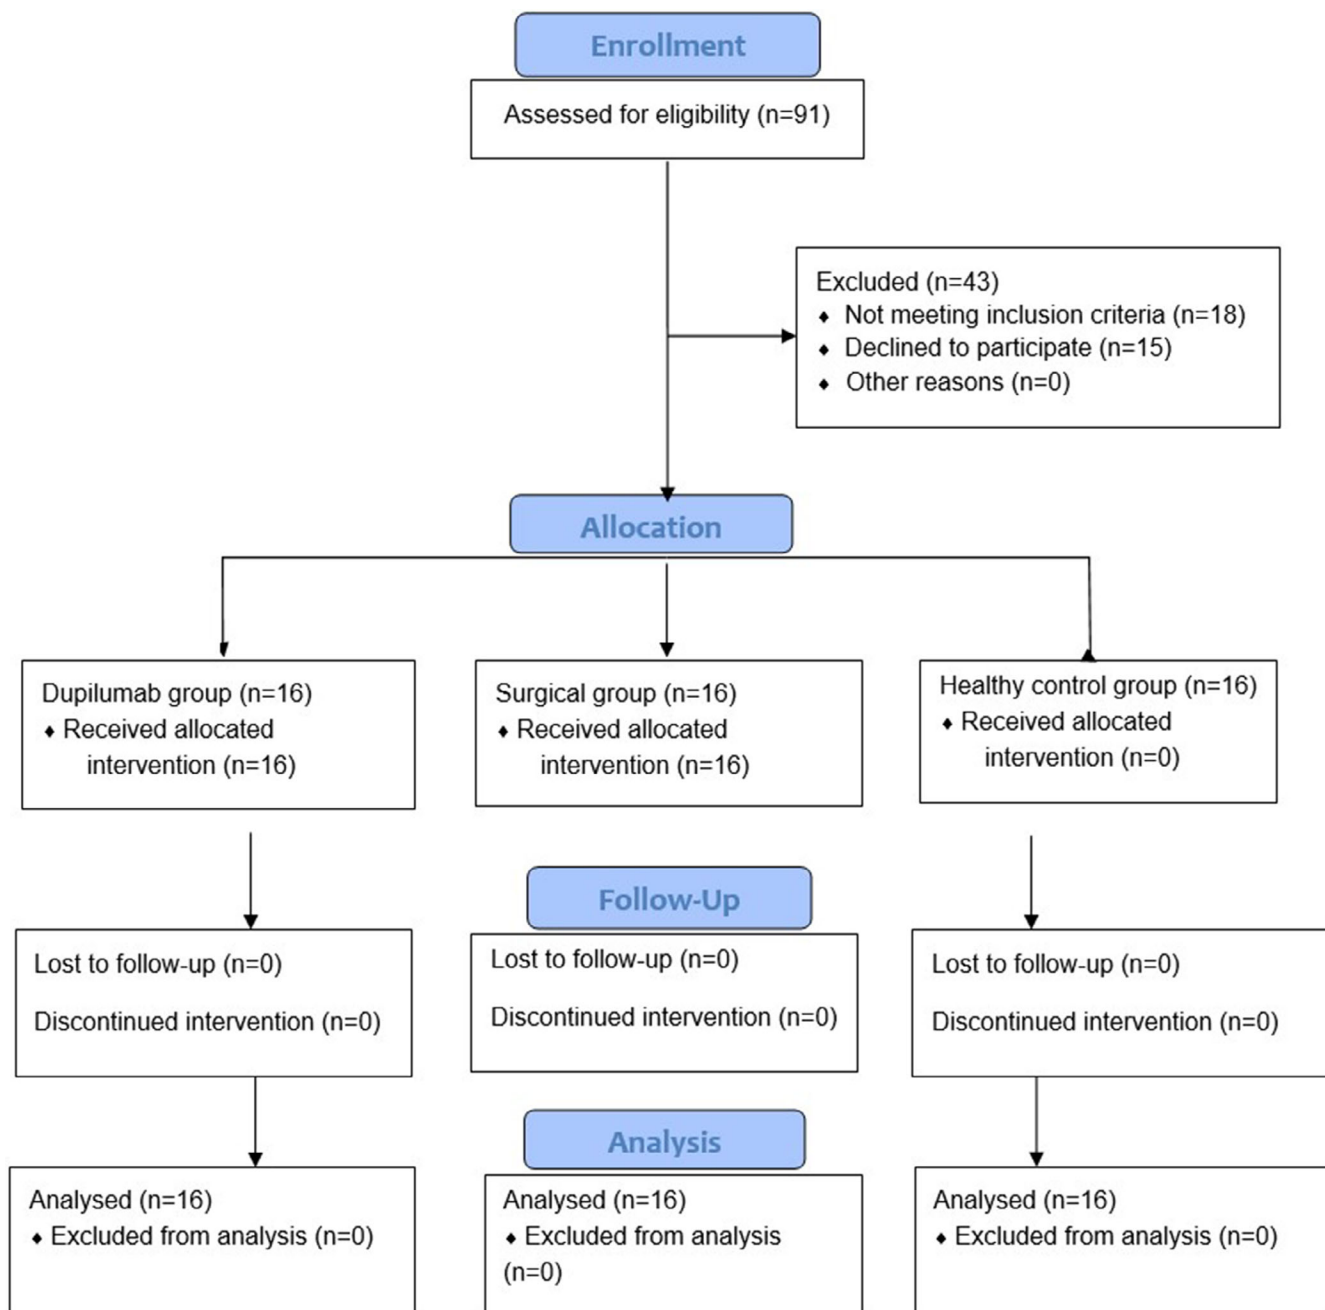 Enrollment
Assessed for eligibility (n=91)
Excluded (n=43)
♦ Not meeting inclusion criteria (n=18)
♦ Declined to participate (n=15)
♦ Other reasons (n=0)
Allocation
Dupilumab group (n=16)
♦ Received allocated
intervention (n=16)
Surgical group (n=16)
♦ Received allocated
intervention (n=16)
Healthy control group (n=16)
♦ Received allocated
intervention (n=0)
Follow-Up
Lost to follow-up (n=0)
Discontinued intervention (n=0)
Lost to follow-up (n=0)
Discontinued intervention (n=0)
Lost to follow-up (n=0)
Discontinued intervention (n=0)
Analysis
Analysed (n=16)
♦ Excluded from analysis (n=0)
Analysed (n=16)
♦ Excluded from analysis
(n=0)
Analysed (n=16)
♦ Excluded from analysis (n=0)